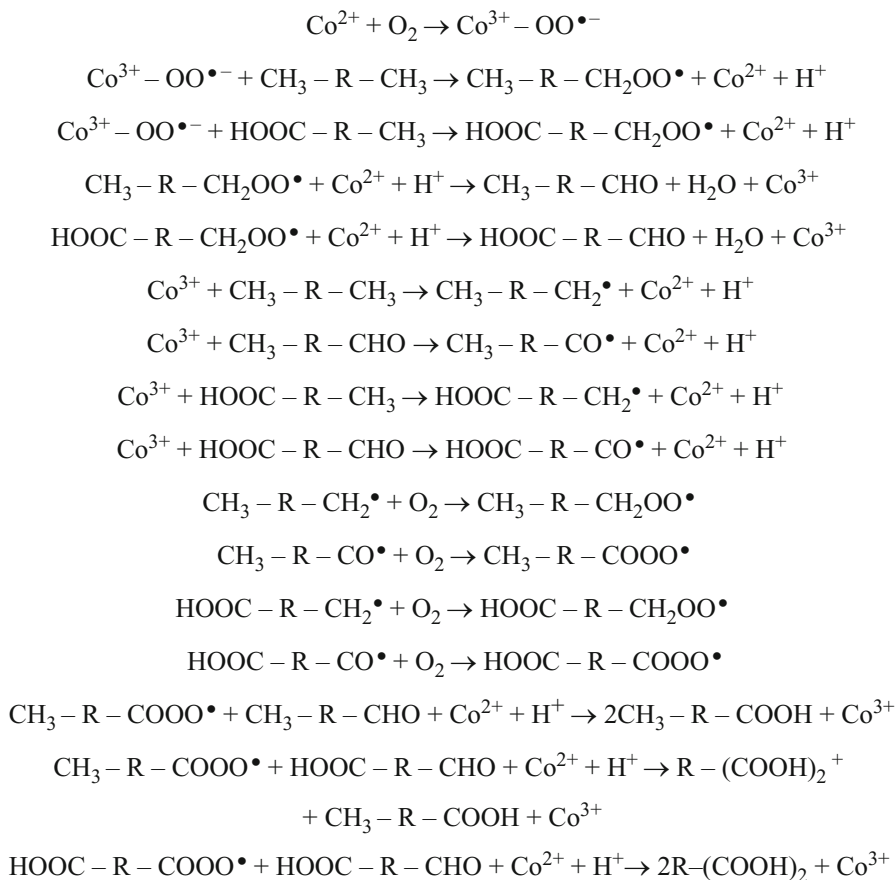 Co²⁺ + O₂ → Co³⁺ – OO•⁻
Co³⁺ – OO•⁻ + CH₃ – R – CH₃ → CH₃ – R – CH₂OO• + Co²⁺ + H⁺
Co³⁺ – OO•⁻ + HOOC – R – CH₃ → HOOC – R – CH₂OO• + Co²⁺ + H⁺
CH₃ – R – CH₂OO• + Co²⁺ + H⁺ → CH₃ – R – CHO + H₂O + Co³⁺
HOOC – R – CH₂OO• + Co²⁺ + H⁺ → HOOC – R – CHO + H₂O + Co³⁺
Co³⁺ + CH₃ – R – CH₃ → CH₃ – R – CH₂• + Co²⁺ + H⁺
Co³⁺ + CH₃ – R – CHO → CH₃ – R – CO• + Co²⁺ + H⁺
Co³⁺ + HOOC – R – CH₃ → HOOC – R – CH₂• + Co²⁺ + H⁺
Co³⁺ + HOOC – R – CHO → HOOC – R – CO• + Co²⁺ + H⁺
CH₃ – R – CH₂• + O₂ → CH₃ – R – CH₂OO•
CH₃ – R – CO• + O₂ → CH₃ – R – COOO•
HOOC – R – CH₂• + O₂ → HOOC – R – CH₂OO•
HOOC – R – CO• + O₂ → HOOC – R – COOO•
CH₃ – R – COOO• + CH₃ – R – CHO + Co²⁺ + H⁺ → 2CH₃ – R – COOH + Co³⁺
CH₃ – R – COOO• + HOOC – R – CHO + Co²⁺ + H⁺ → R – (COOH)₂ ⁺
+ CH₃ – R – COOH + Co³⁺
HOOC – R – COOO• + HOOC – R – CHO + Co²⁺ + H⁺→ 2R–(COOH)₂ + Co³⁺